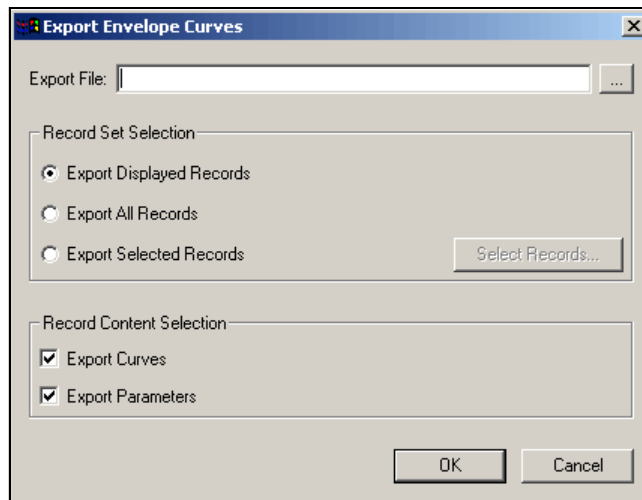 Export Envelope Curves
Export File:
...
Record Set Selection
Export Displayed Records
Export All Records
Export Selected Records
Select Records...
Record Content Selection
Export Curves
Export Parameters
OK
Cancel